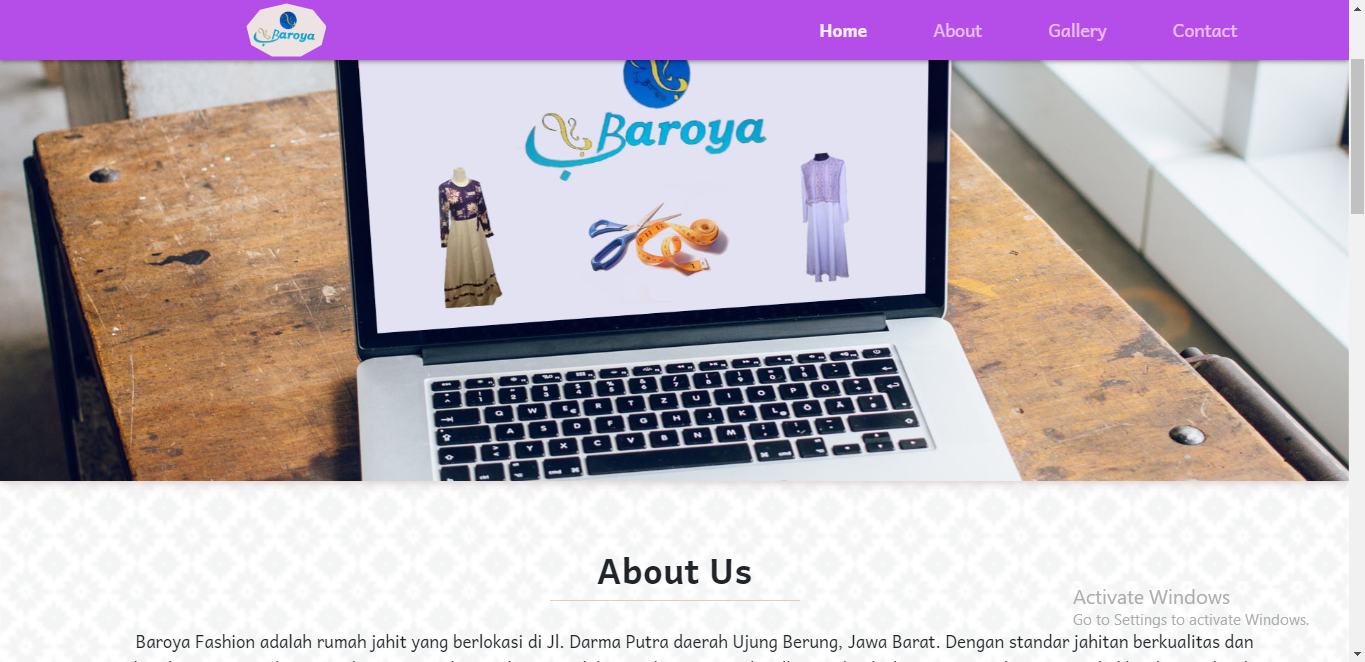 Baroya
Home
About
Gallery
Contact
Baroya
About Us
Activate Windows
Go to Settings to activate Windows.
Baroya Fashion adalah rumah jahit yang berlokasi di Jl. Darma Putra daerah Ujung Berung, Jawa Barat. Dengan standar jahitan berkualitas dan